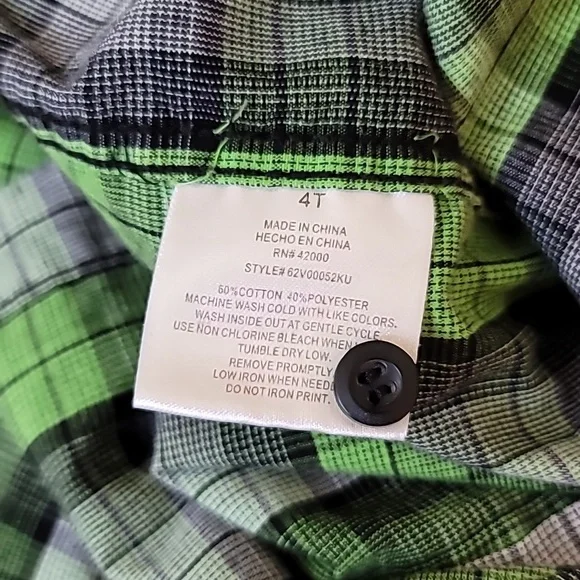 4T
MADE IN CHINA
HECHO EN CHINA
RN# 42000
STYLE# 62V00052KU
60%COTTON 40%POLYESTER
MACHINE WASH COLD WITH LIKE COLORS.
WASH INSIDE OUT AT GENTLE CYCLE
USE NON CHLORINE BLEACH WHEN
TUMBLE DRY LOW.
REMOVE PROMPTLY
LOW IRON WHEN
DO NOT IRON PRINT.